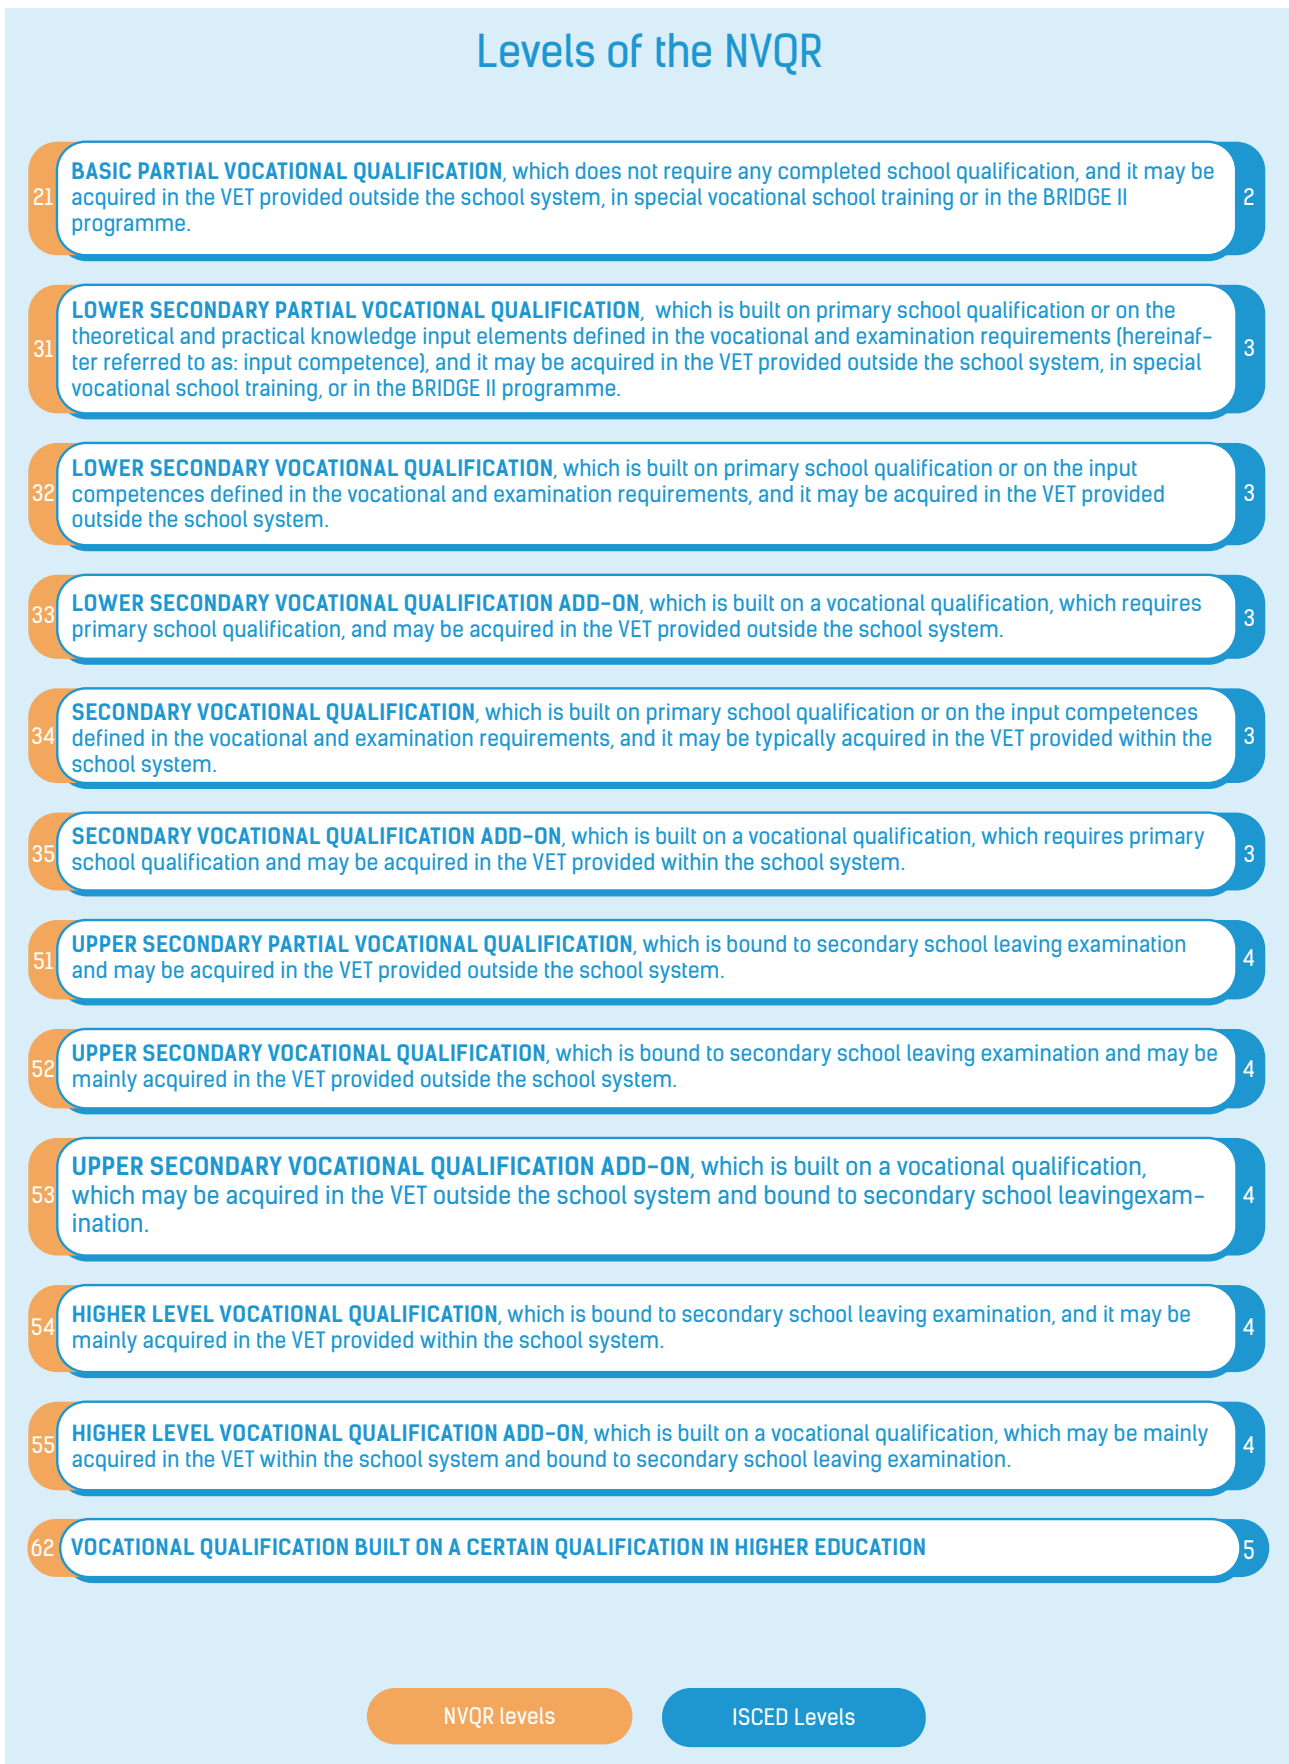 Levels of the NVQR
21
BASIC PARTIAL VOCATIONAL QUALIFICATION, which does not require any completed school qualification, and it may be
acquired in the VET provided outside the school system, in special vocational school training or in the BRIDGE II
programme.
2
31
LOWER SECONDARY PARTIAL VOCATIONAL QUALIFICATION, which is built on primary school qualification or on the
theoretical and practical knowledge input elements defined in the vocational and examination requirements (hereinaf-
ter referred to as: input competence), and it may be acquired in the VET provided outside the school system, in special
vocational school training, or in the BRIDGE II programme.
3
32
LOWER SECONDARY VOCATIONAL QUALIFICATION, which is built on primary school qualification or on the input
competences defined in the vocational and examination requirements, and it may be acquired in the VET provided
outside the school system.
3
33
LOWER SECONDARY VOCATIONAL QUALIFICATION ADD-ON, which is built on a vocational qualification, which requires
primary school qualification, and may be acquired in the VET provided outside the school system.
3
34
SECONDARY VOCATIONAL QUALIFICATION, which is built on primary school qualification or on the input competences
defined in the vocational and examination requirements, and it may be typically acquired in the VET provided within the
school system.
3
35
SECONDARY VOCATIONAL QUALIFICATION ADD-ON, which is built on a vocational qualification, which requires primary
school qualification and may be acquired in the VET provided within the school system.
3
51
UPPER SECONDARY PARTIAL VOCATIONAL QUALIFICATION, which is bound to secondary school leaving examination
and may be acquired in the VET provided outside the school system.
4
52
UPPER SECONDARY VOCATIONAL QUALIFICATION, which is bound to secondary school leaving examination and may be
mainly acquired in the VET provided outside the school system.
4
53
UPPER SECONDARY VOCATIONAL QUALIFICATION ADD-ON, which is built on a vocational qualification,
which may be acquired in the VET outside the school system and bound to secondary school leavingexam-
ination.
4
54
HIGHER LEVEL VOCATIONAL QUALIFICATION, which is bound to secondary school leaving examination, and it may be
mainly acquired in the VET provided within the school system.
4
55
HIGHER LEVEL VOCATIONAL QUALIFICATION ADD-ON, which is built on a vocational qualification, which may be mainly
acquired in the VET within the school system and bound to secondary school leaving examination.
4
62
VOCATIONAL QUALIFICATION BUILT ON A CERTAIN QUALIFICATION IN HIGHER EDUCATION
5
NVQR levels
ISCED Levels